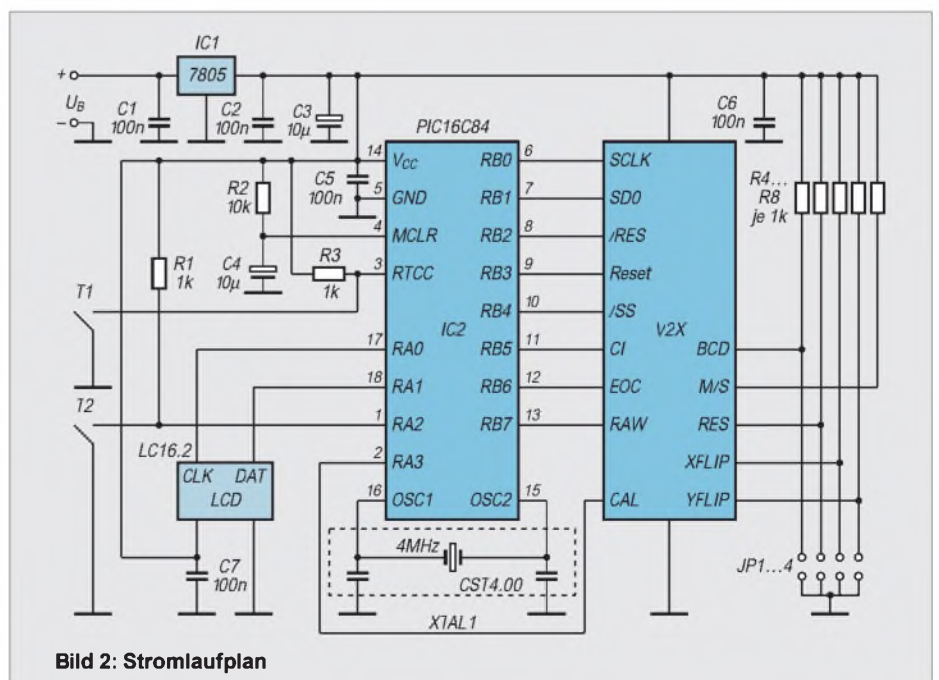 IC1
7805
+
UB
−
C1
100n
C2
100n
C3
10µ
PIC16C84
C6
100n
14
VCC
RB0
6
SCLK
R2
10k
C5
100n
5
GND
RB1
7
SD0
R4...
R8
je 1k
4
MCLR
RB2
8
/RES
R1
1k
C4
10µ
R3
1k
3
RTCC
RB3
9
Reset
T1
RB4
10
/SS
IC2
V2X
17
RA0
RB5
11
CI
BCD
18
RA1
RB6
12
EOC
M/S
T2
1
RA2
RB7
13
RAW
RES
LC16.2
2
RA3
XFLIP
CLK
DAT
LCD
16
OSC1
OSC2
15
CAL
YFLIP
4MHz
JP1...4
C7
100n
CST4.00
XTAL1
Bild 2: Stromlaufplan